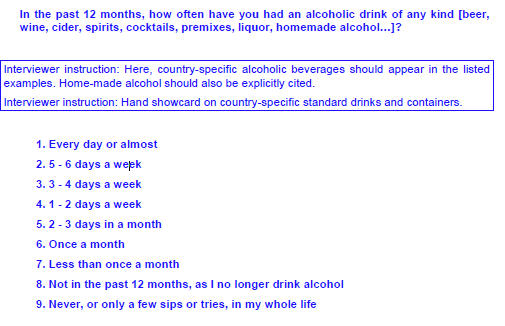 In the past 12 months, how often have you had an alcoholic drink of any kind [beer,
wine, cider, spirits, cocktails, premixes, liquor, homemade alcohol...]?
Interviewer instruction: Here, country-specific alcoholic beverages should appear in the listed
examples. Home-made alcohol should also be explicitly cited.
Interviewer instruction: Hand showcard on country-specific standard drinks and containers.
1. Every day or almost
2. 5 - 6 days a week
3. 3 - 4 days a week
4. 1 - 2 days a week
5. 2 - 3 days in a month
6. Once a month
7. Less than once a month
8. Not in the past 12 months, as I no longer drink alcohol
9. Never, or only a few sips or tries, in my whole life